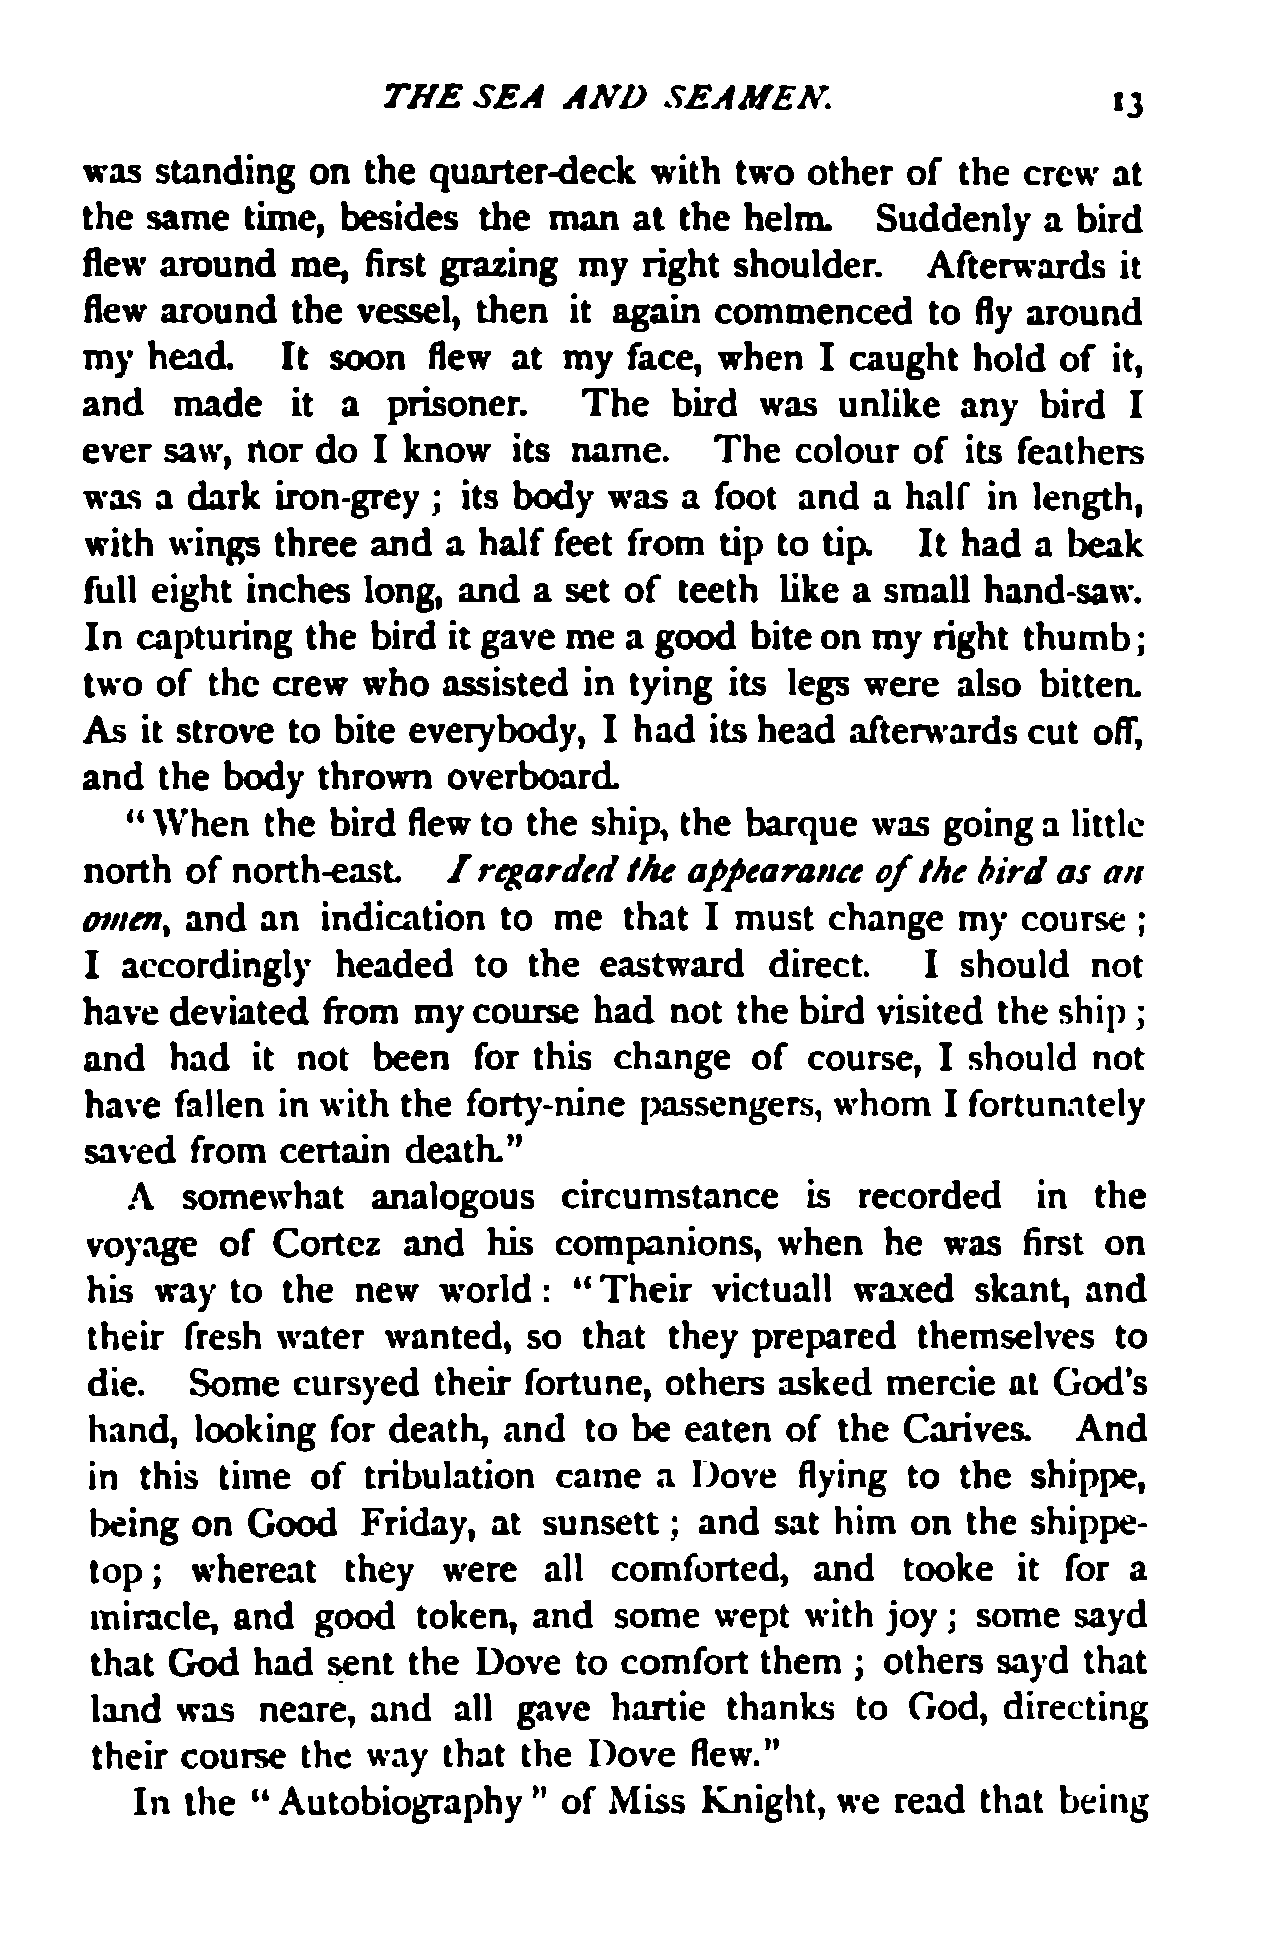 THE SEA AND SEAMEN. 13
was standing on the quarter-deck with two other of the crew at
the same time, besides the man at the helm. Suddenly a bird
flew around me, first grazing my right shoulder. Afterwards it
flew around the vessel, then it again commenced to fly around
my head. It soon flew at my face, when I caught hold of it,
and made it a prisoner. The bird was unlike any bird I
ever saw, nor do I know its name. The colour of its feathers
was a dark iron-grey ; its body was a foot and a half in length,
with wings three and a half feet from tip to tip. It had a beak
full eight inches long, and a set of teeth like a small hand-saw.
In capturing the bird it gave me a good bite on my right thumb;
two of the crew who assisted in tying its legs were also bitten.
As it strove to bite everybody, I had its head afterwards cut off,
and the body thrown overboard.
"When the bird flew to the ship, the barque was going a little
north of north-east. I regarded the appearance of the bird as an
omen, and an indication to me that I must change my course ;
I accordingly headed to the eastward direct. I should not
have deviated from my course had not the bird visited the ship ;
and had it not been for this change of course, I should not
have fallen in with the forty-nine passengers, whom I fortunately
saved from certain death."
A somewhat analogous circumstance is recorded in the
voyage of Cortez and his companions, when he was first on
his way to the new world : "Their victuall waxed skant, and
their fresh water wanted, so that they prepared themselves to
die. Some cursyed their fortune, others asked mercie at God's
hand, looking for death, and to be eaten of the Carives. And
in this time of tribulation came a Dove flying to the shippe,
being on Good Friday, at sunsett ; and sat him on the shippe-
top ; whereat they were all comforted, and tooke it for a
miracle, and good token, and some wept with joy ; some sayd
that God had sent the Dove to comfort them ; others sayd that
land was neare, and all gave hartie thanks to God, directing
their course the way that the Dove flew."
In the "Autobiography" of Miss Knight, we read that being